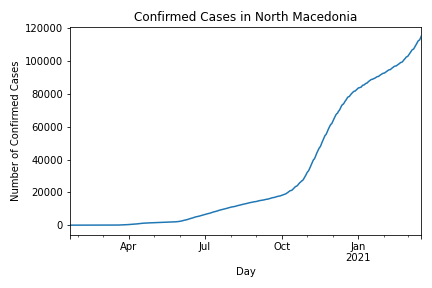 Confirmed Cases in North Macedonia
120000
100000
80000
60000
40000
20000
0
Number of Confirmed Cases
Apr
Jul
Oct
Jan
2021
Day